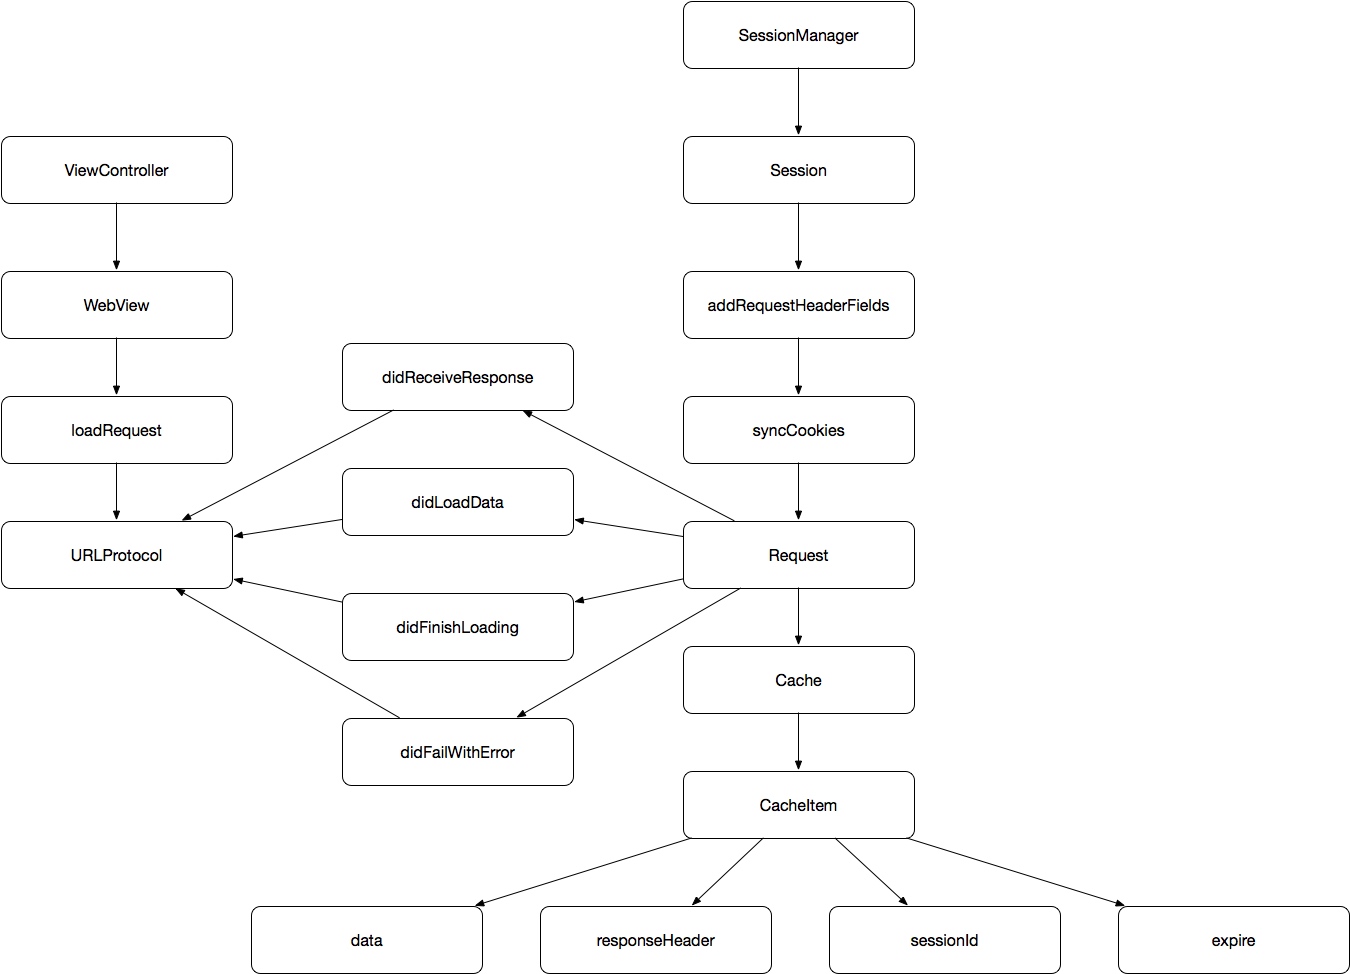 SessionManager
ViewController
Session
WebView
addRequestHeaderFields
didReceiveResponse
loadRequest
syncCookies
didLoadData
URLProtocol
Request
didFinishLoading
Cache
didFailWithError
CacheItem
data
responseHeader
sessionId
expire